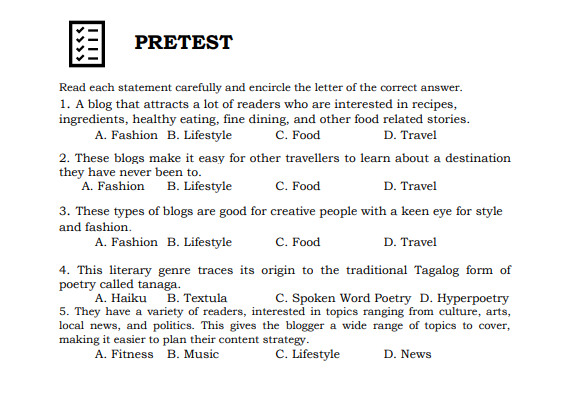 PRETEST
Read each statement carefully and encircle the letter of the correct answer.
1. A blog that attracts a lot of readers who are interested in recipes,
ingredients, healthy eating, fine dining, and other food related stories.
A. Fashion B. Lifestyle C. Food D. Travel
2. These blogs make it easy for other travellers to learn about a destination
they have never been to.
A. Fashion B. Lifestyle C. Food D. Travel
3. These types of blogs are good for creative people with a keen eye for style
and fashion.
A. Fashion B. Lifestyle C. Food D. Travel
4. This literary genre traces its origin to the traditional Tagalog form of
poetry called tanaga.
A. Haiku B. Textula C. Spoken Word Poetry D. Hyperpoetry
5. They have a variety of readers, interested in topics ranging from culture, arts,
local news, and politics. This gives the blogger a wide range of topics to cover,
making it easier to plan their content strategy.
A. Fitness B. Music C. Lifestyle D. News